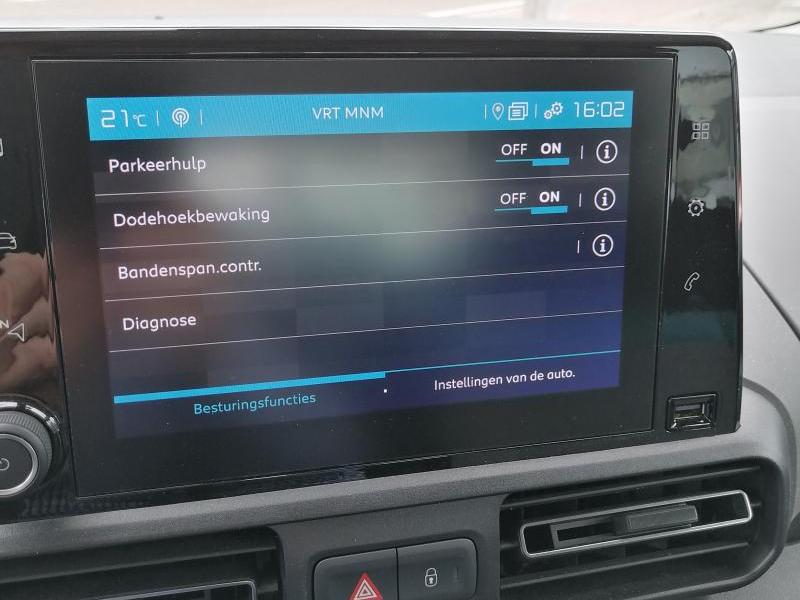 21°C VRT MNM 16:02
Parkeerhulp OFF ON
Dodehoekbewaking OFF ON
Bandenspan.contr.
Diagnose
Besturingsfuncties Instellingen van de auto.